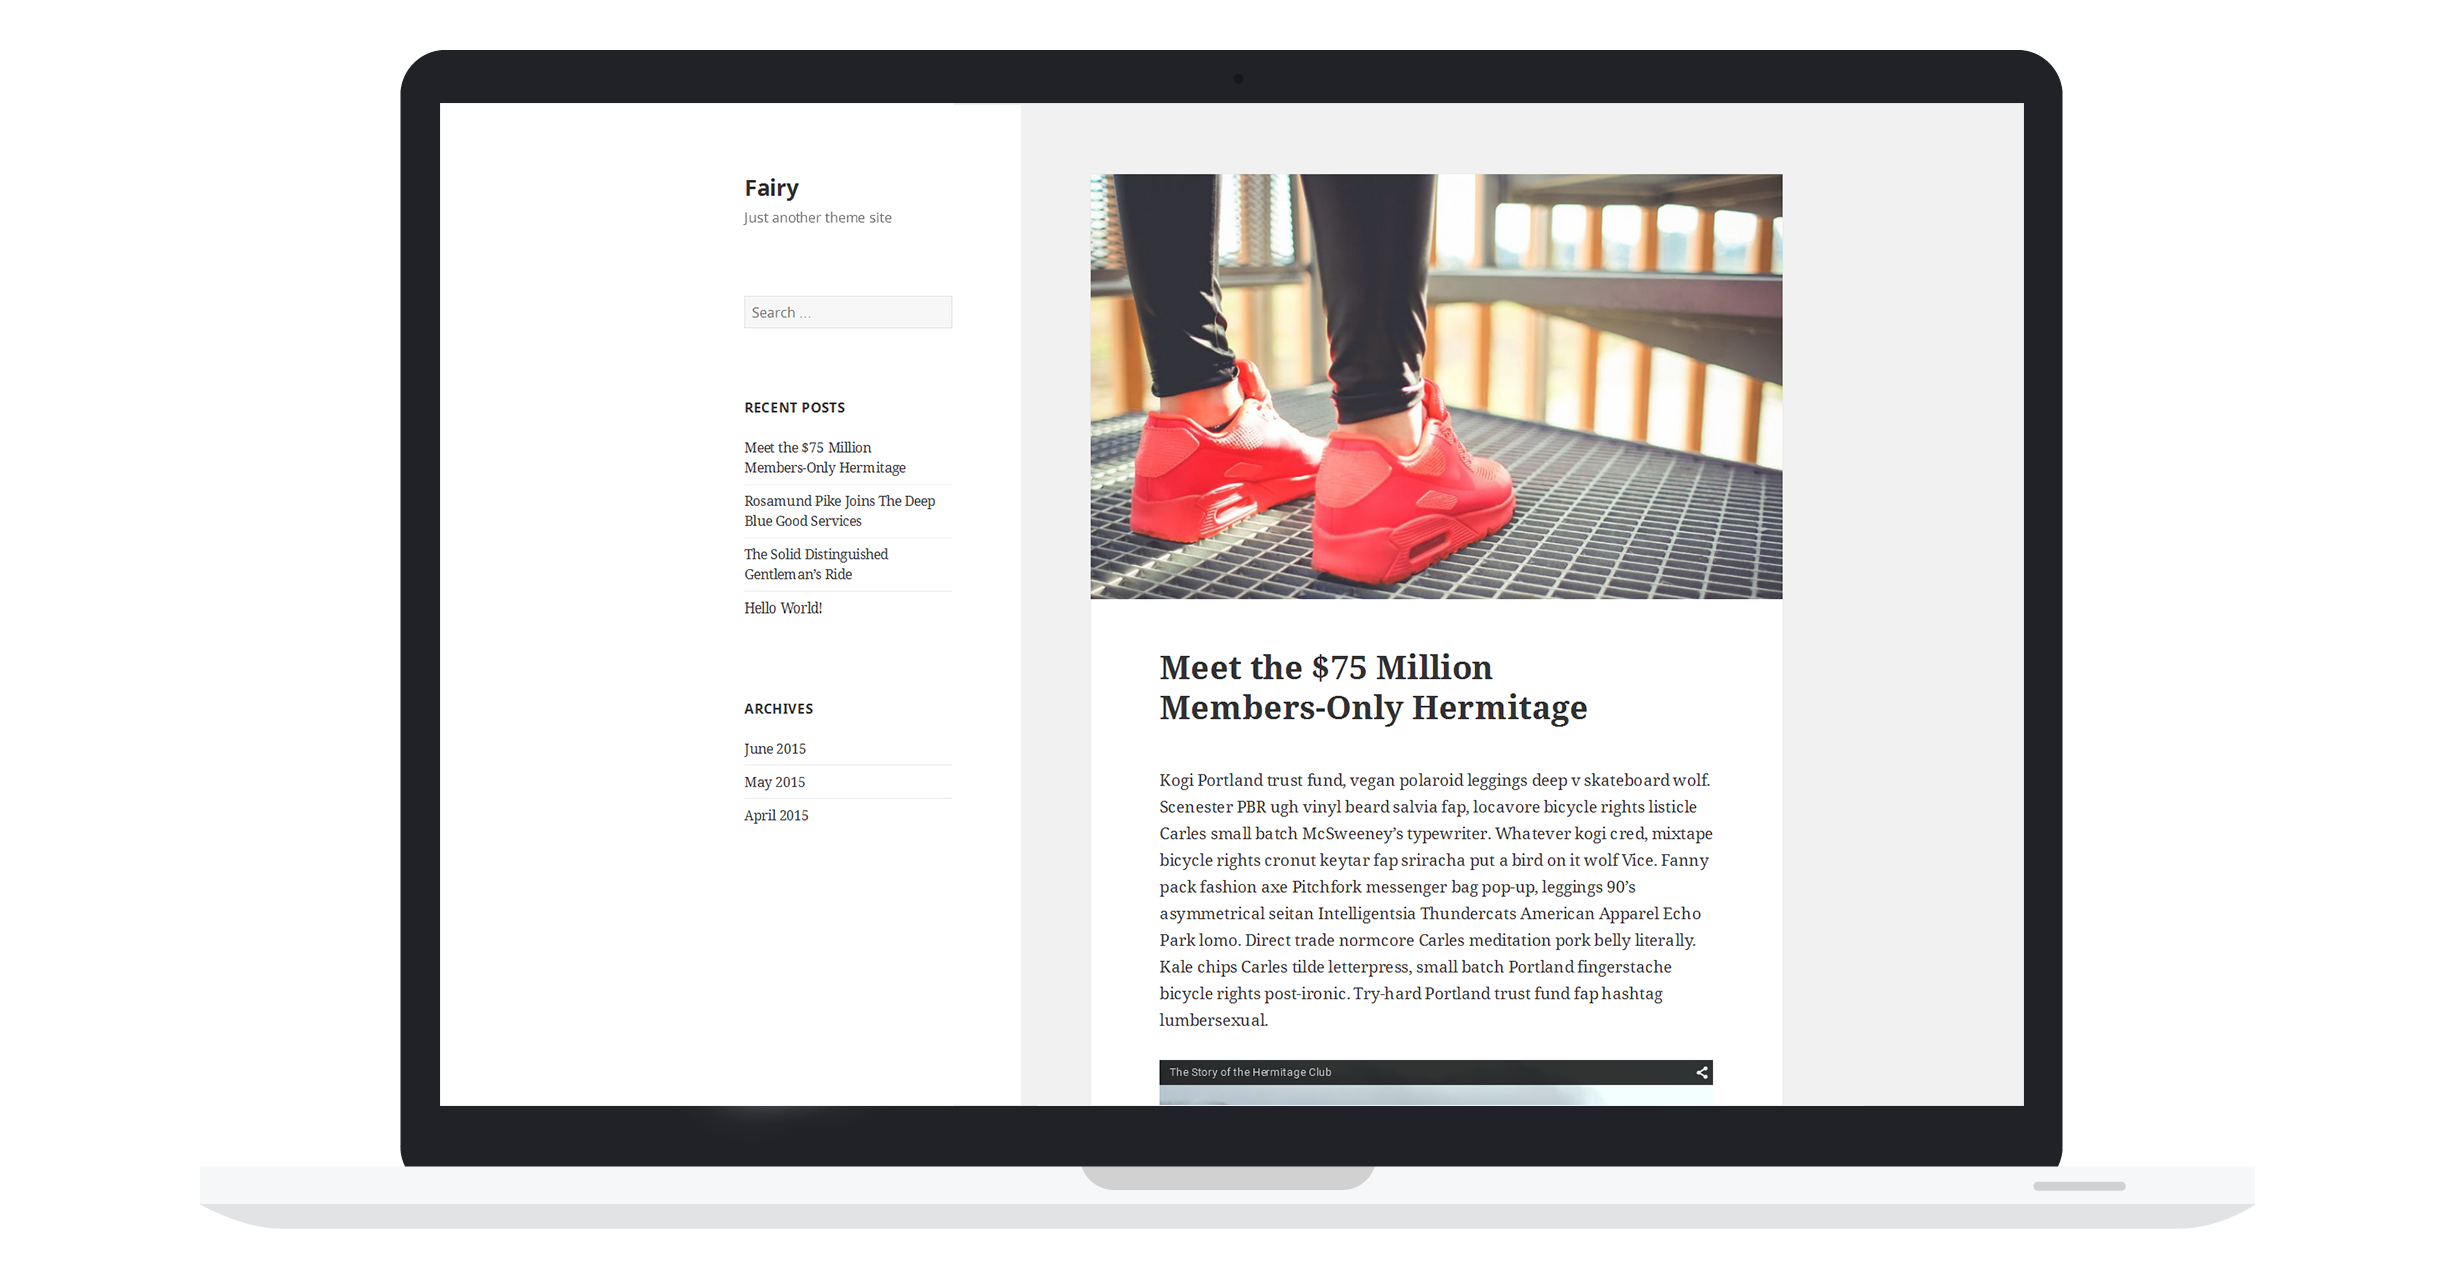 Fairy
Just another theme site
Search …
RECENT POSTS
Meet the $75 Million
Members-Only Hermitage
Rosamund Pike Joins The Deep
Blue Good Services
The Solid Distinguished
Gentleman’s Ride
Hello World!
ARCHIVES
June 2015
May 2015
April 2015
Meet the $75 Million
Members-Only Hermitage
Kogi Portland trust fund, vegan polaroid leggings deep v skateboard wolf.
Scenester PBR ugh vinyl beard salvia fap, locavore bicycle rights listicle
Carles small batch McSweeney’s typewriter. Whatever kogi cred, mixtape
bicycle rights cronut keytar fap sriracha put a bird on it wolf Vice. Fanny
pack fashion axe Pitchfork messenger bag pop-up, leggings 90’s
asymmetrical seitan Intelligentsia Thundercats American Apparel Echo
Park lomo. Direct trade normcore Carles meditation pork belly literally.
Kale chips Carles tilde letterpress, small batch Portland fingerstache
bicycle rights post-ironic. Try-hard Portland trust fund fap hashtag
lumbersexual.
The Story of the Hermitage Club